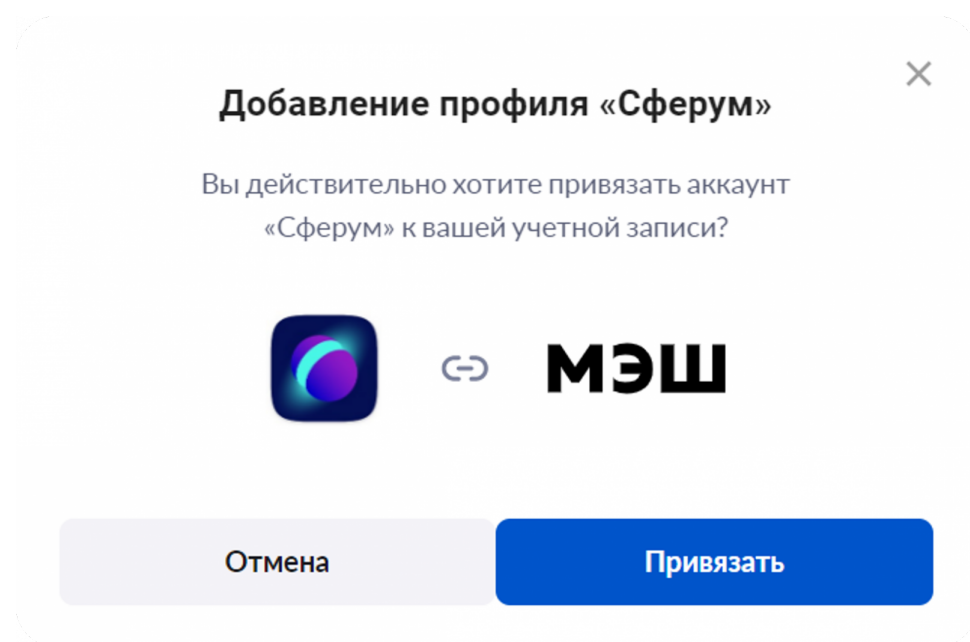 Добавление профиля «Сферум»
Вы действительно хотите привязать аккаунт
«Сферум» к вашей учетной записи?
МЭШ
Отмена
Привязать